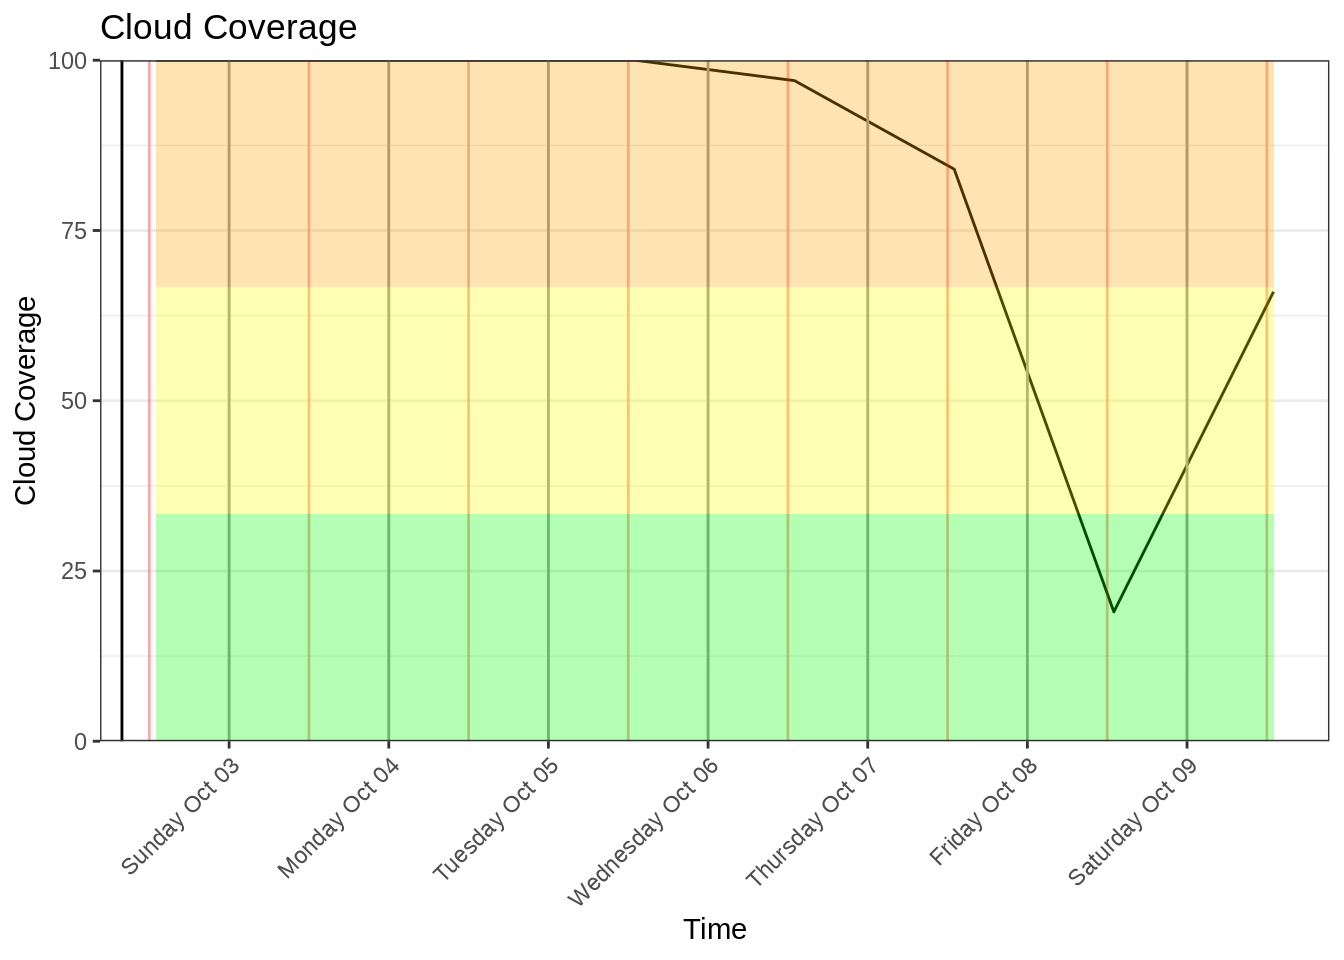 Cloud Coverage
100
75
50
25
0
Cloud Coverage
Sunday Oct 03
Monday Oct 04
Tuesday Oct 05
Wednesday Oct 06
Thursday Oct 07
Friday Oct 08
Saturday Oct 09
Time